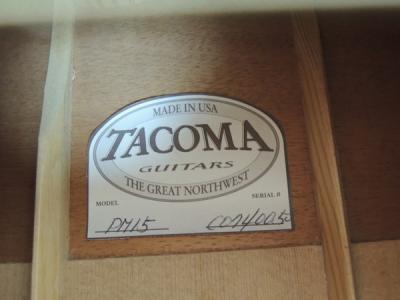 MADE IN USA
TACOMA
GUITARS
THE GREAT NORTHWEST
MODEL SERIAL #
DM15